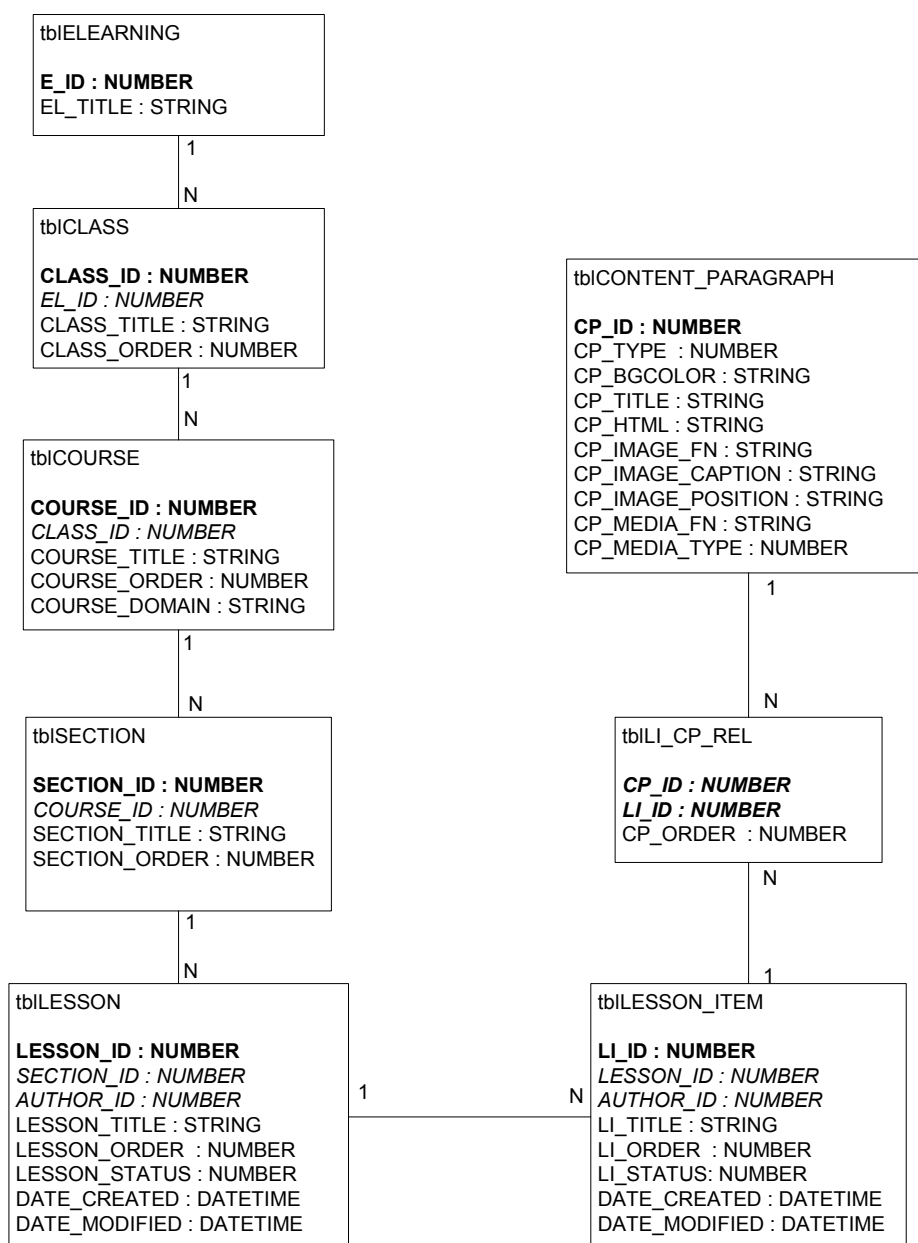 tblELEARNING
E_ID : NUMBER
EL_TITLE : STRING
1
N
tblCLASS
CLASS_ID : NUMBER
EL_ID : NUMBER
CLASS_TITLE : STRING
CLASS_ORDER : NUMBER
1
N
tblCOURSE
COURSE_ID : NUMBER
CLASS_ID : NUMBER
COURSE_TITLE : STRING
COURSE_ORDER : NUMBER
COURSE_DOMAIN : STRING
1
N
tblSECTION
SECTION_ID : NUMBER
COURSE_ID : NUMBER
SECTION_TITLE : STRING
SECTION_ORDER : NUMBER
1
N
tblLESSON
LESSON_ID : NUMBER
SECTION_ID : NUMBER
AUTHOR_ID : NUMBER
LESSON_TITLE : STRING
LESSON_ORDER : NUMBER
LESSON_STATUS : NUMBER
DATE_CREATED : DATETIME
DATE_MODIFIED : DATETIME
1
N
tblCONTENT_PARAGRAPH
CP_ID : NUMBER
CP_TYPE : NUMBER
CP_BGCOLOR : STRING
CP_TITLE : STRING
CP_HTML : STRING
CP_IMAGE_FN : STRING
CP_IMAGE_CAPTION : STRING
CP_IMAGE_POSITION : STRING
CP_MEDIA_FN : STRING
CP_MEDIA_TYPE : NUMBER
1
N
tblLI_CP_REL
CP_ID : NUMBER
LI_ID : NUMBER
CP_ORDER : NUMBER
N
1
tblLESSON_ITEM
LI_ID : NUMBER
LESSON_ID : NUMBER
AUTHOR_ID : NUMBER
LI_TITLE : STRING
LI_ORDER : NUMBER
LI_STATUS: NUMBER
DATE_CREATED : DATETIME
DATE_MODIFIED : DATETIME